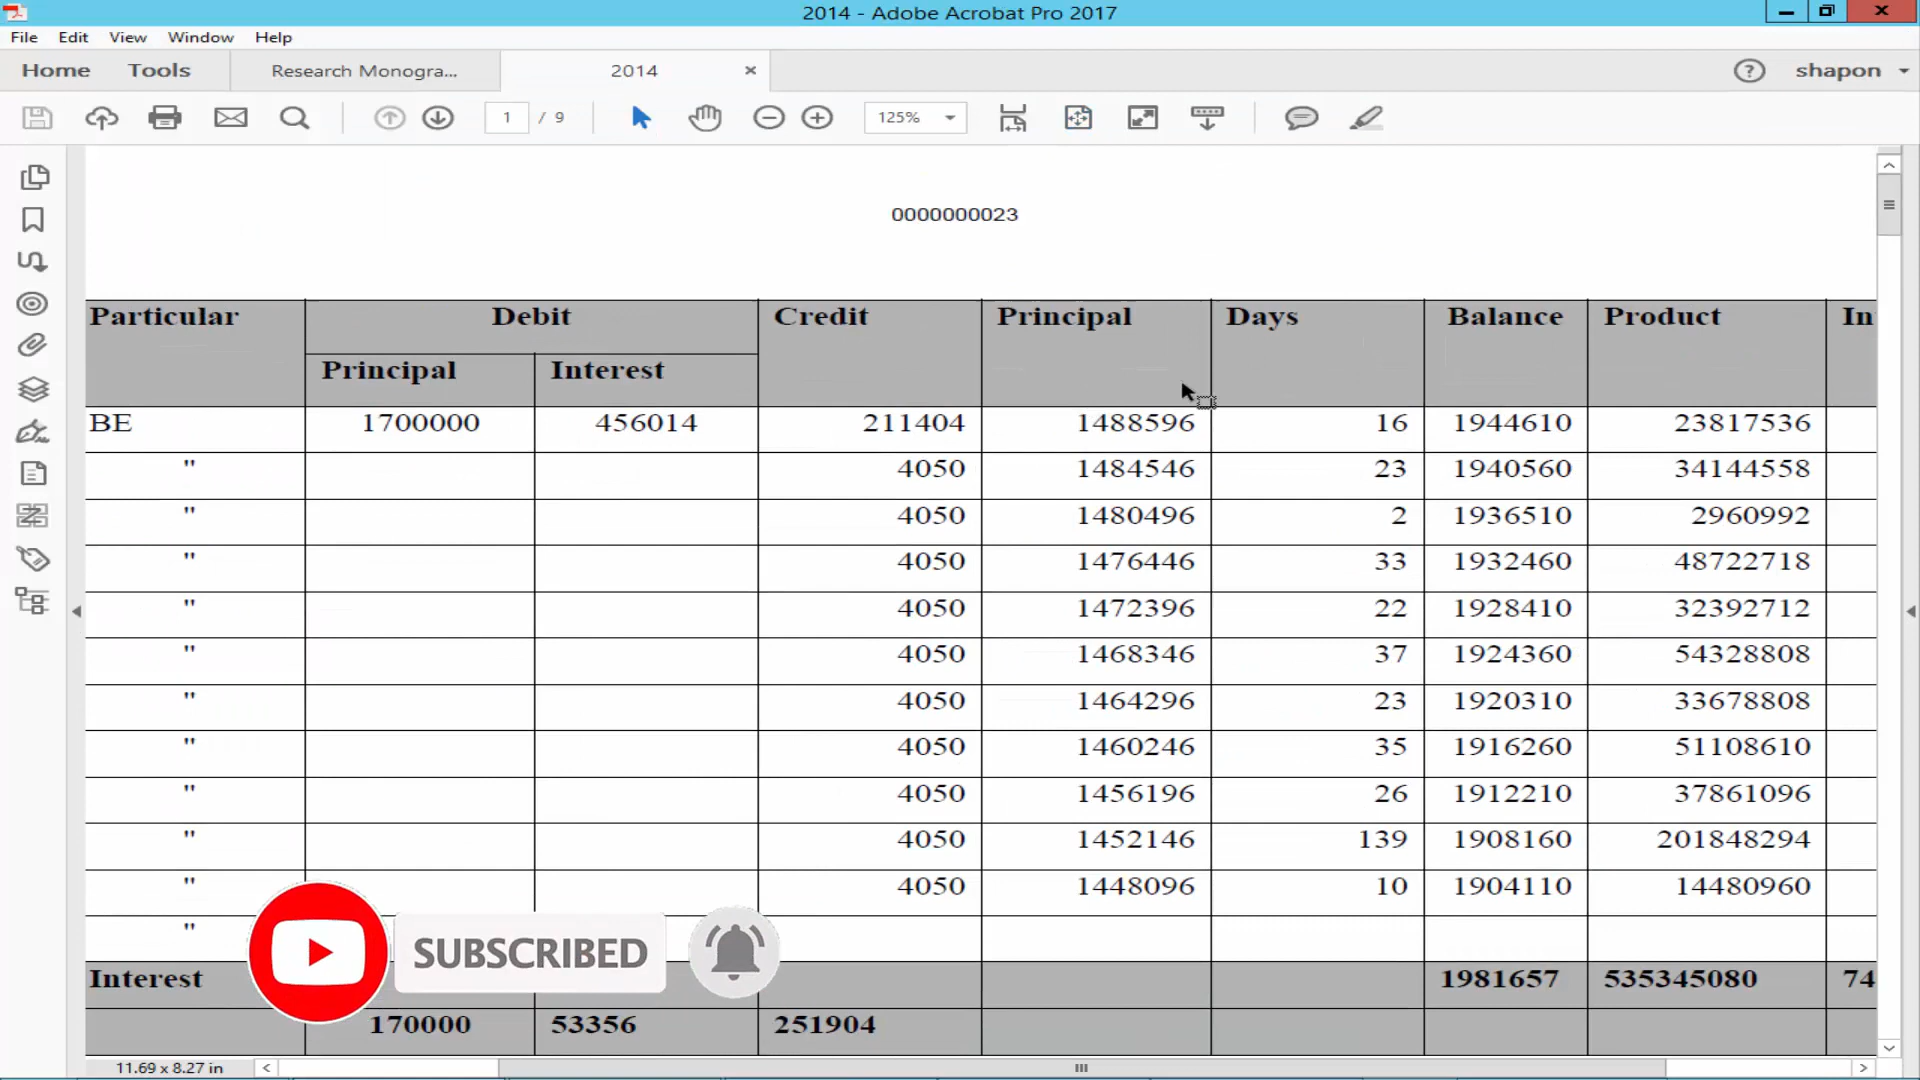 2014 - Adobe Acrobat Pro 2017
File Edit View Window Help
Home Tools Research Monogra... 2014 shapon
1 / 9 125%
0000000023
Particular Debit Credit Principal Days Balance Product In
Principal Interest
BE 1700000 456014 211404 1488596 16 1944610 23817536
" 4050 1484546 23 1940560 34144558
" 4050 1480496 2 1936510 2960992
" 4050 1476446 33 1932460 48722718
" 4050 1472396 22 1928410 32392712
" 4050 1468346 37 1924360 54328808
" 4050 1464296 23 1920310 33678808
" 4050 1460246 35 1916260 51108610
" 4050 1456196 26 1912210 37861096
" 4050 1452146 139 1908160 201848294
" 4050 1448096 10 1904110 14480960
"
SUBSCRIBED
Interest 1981657 535345080 74
170000 53356 251904
11.69 x 8.27 in